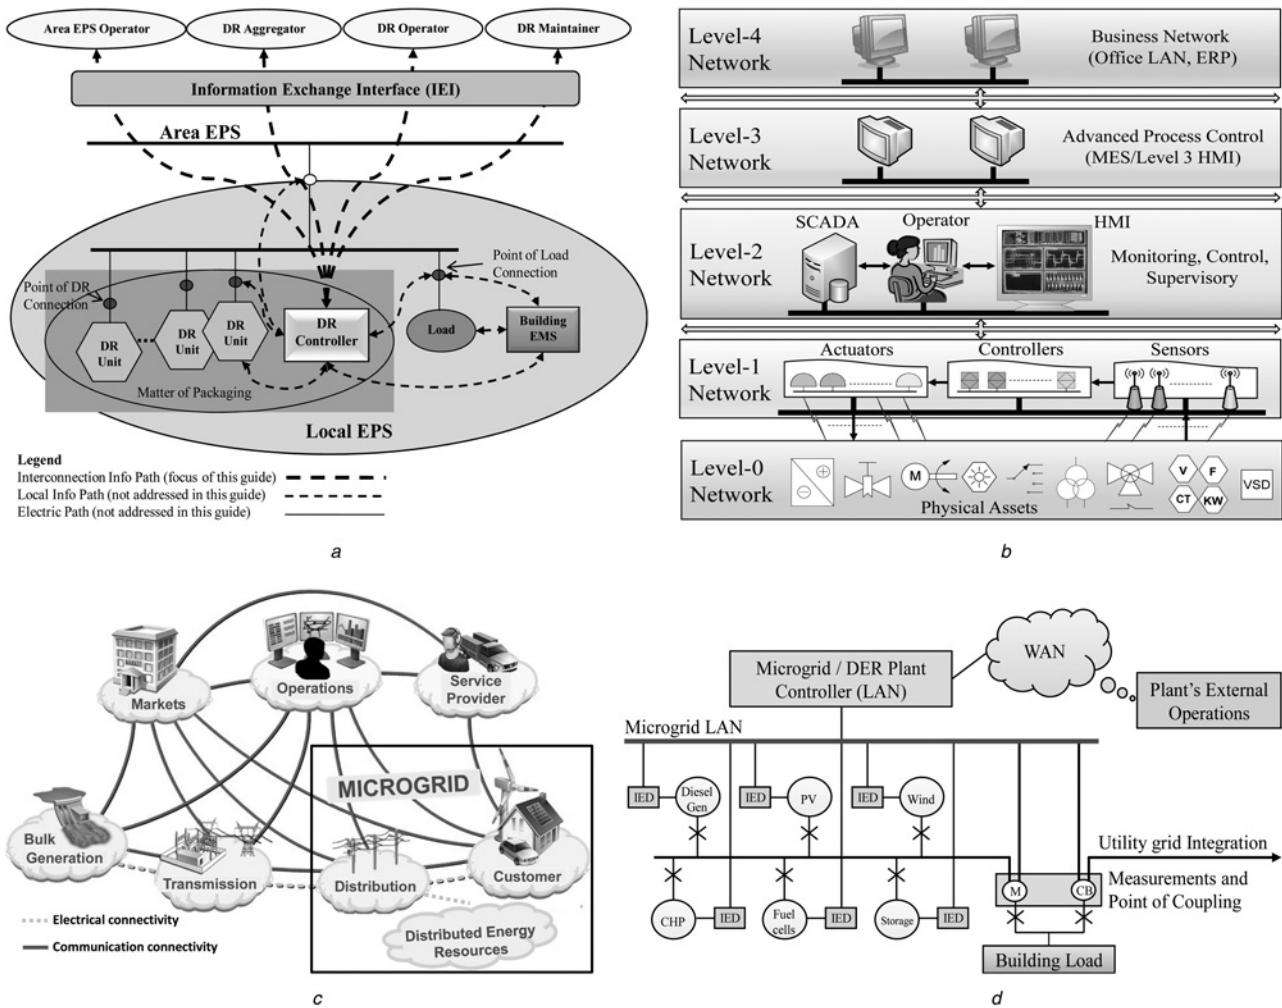 Area EPS Operator
DR Aggregator
DR Operator
DR Maintainer
Information Exchange Interface (IEI)
Area EPS
Point of Load
Connection
Point of DR
Connection
DR
Unit
DR
Unit
DR
Unit
DR
Controller
Load
Building
EMS
Matter of Packaging
Local EPS
Legend
Interconnection Info Path (focus of this guide)
Local Info Path (not addressed in this guide)
Electric Path (not addressed in this guide)
a
Level-4
Network
Business Network
(Office LAN, ERP)
Level-3
Network
Advanced Process Control
(MES/Level 3 HMI)
SCADA
Operator
HMI
Level-2
Network
Monitoring, Control,
Supervisory
Actuators
Controllers
Sensors
Level-1
Network
Level-0
Network
M
V
F
CT
KW
VSD
Physical Assets
b
Markets
Operations
Service
Provider
MICROGRID
Bulk
Generation
Transmission
Distribution
Customer
Distributed Energy
Resources
Electrical connectivity
Communication connectivity
c
Microgrid / DER Plant
Controller (LAN)
WAN
Plant's External
Operations
Microgrid LAN
IED
Diesel
Gen
IED
PV
IED
Wind
Utility grid Integration
CHP
IED
Fuel
cells
IED
Storage
IED
M
CB
Measurements and
Point of Coupling
Building Load
d